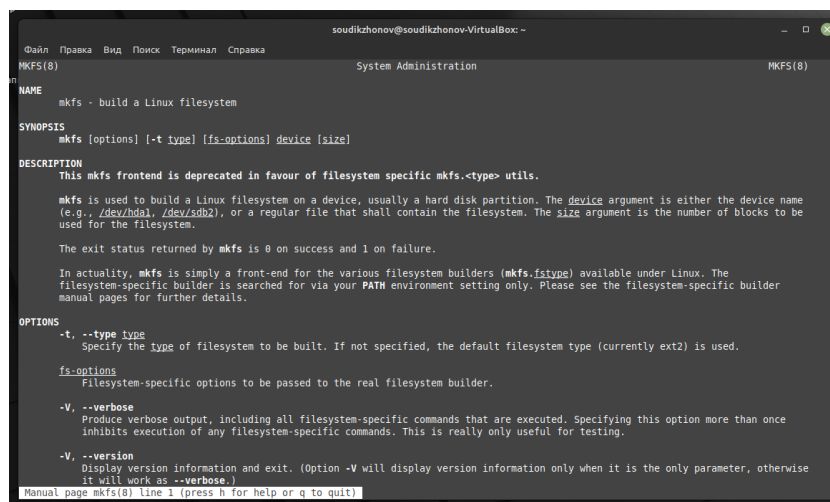 soudikzhonov@soudikzhonov-VirtualBox: ~
Файл Правка Вид Поиск Терминал Справка
MKFS(8) System Administration MKFS(8)
NAME
mkfs - build a Linux filesystem
SYNOPSIS
mkfs [options] [-t type] [fs-options] device [size]
DESCRIPTION
This mkfs frontend is deprecated in favour of filesystem specific mkfs.<type> utils.
mkfs is used to build a Linux filesystem on a device, usually a hard disk partition. The device argument is either the device name
(e.g., /dev/hda1, /dev/sdb2), or a regular file that shall contain the filesystem. The size argument is the number of blocks to be
used for the filesystem.
The exit status returned by mkfs is 0 on success and 1 on failure.
In actuality, mkfs is simply a front-end for the various filesystem builders (mkfs.fstype) available under Linux. The
filesystem-specific builder is searched for via your PATH environment setting only. Please see the filesystem-specific builder
manual pages for further details.
OPTIONS
-t, --type type
Specify the type of filesystem to be built. If not specified, the default filesystem type (currently ext2) is used.
fs-options
Filesystem-specific options to be passed to the real filesystem builder.
-V, --verbose
Produce verbose output, including all filesystem-specific commands that are executed. Specifying this option more than once
inhibits execution of any filesystem-specific commands. This is really only useful for testing.
-V, --version
Display version information and exit. (Option -V will display version information only when it is the only parameter, otherwise
it will work as --verbose.)
Manual page mkfs(8) line 1 (press h for help or q to quit)